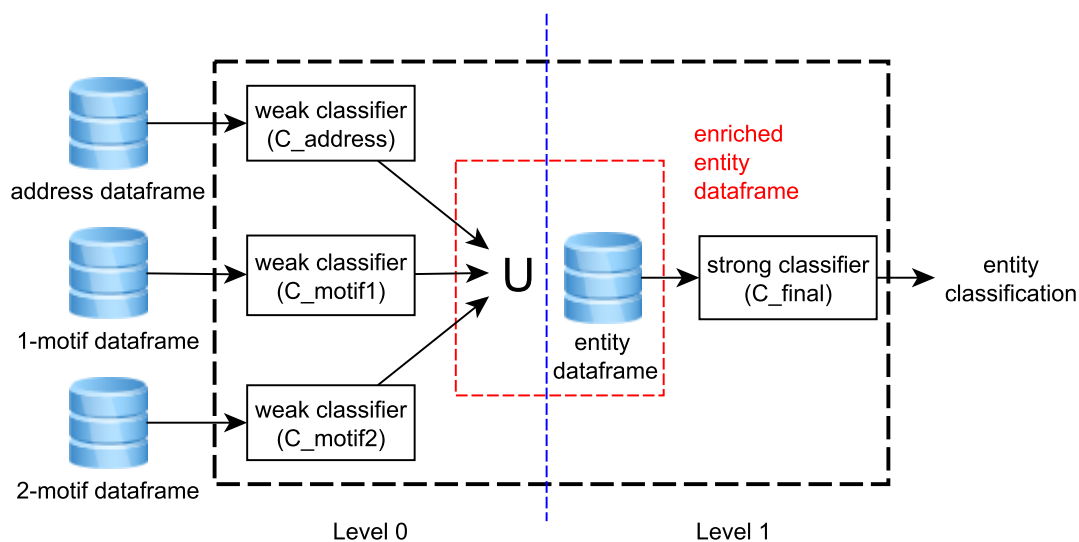 address dataframe
1-motif dataframe
2-motif dataframe
weak classifier
(C_address)
weak classifier
(C_motif1)
weak classifier
(C_motif2)
U
entity
dataframe
enriched
entity
dataframe
strong classifier
(C_final)
entity
classification
Level 0
Level 1